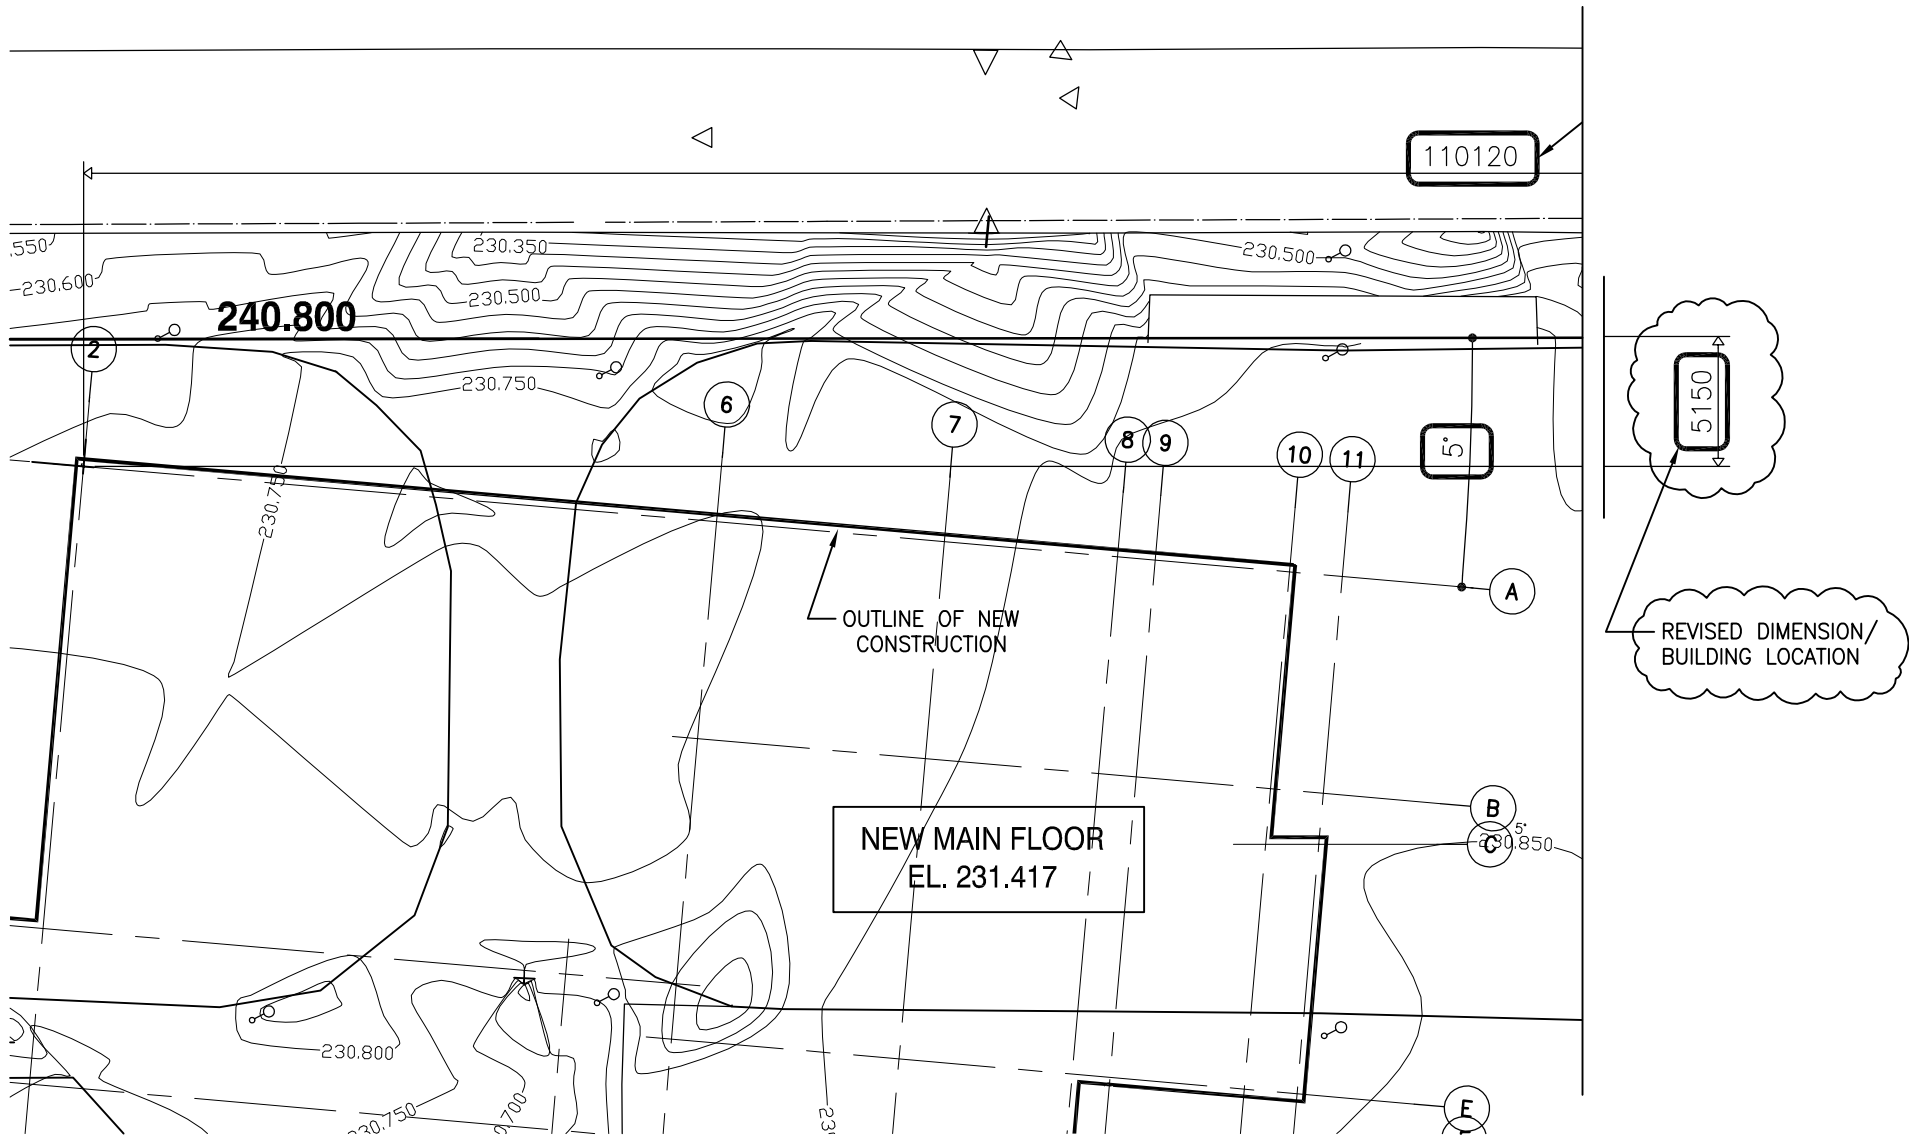 110120
.550
230.600
230.350
230.500
230.500
240.800
2
230.750
6
7
8
9
10
11
5°
5150
230.750
A
OUTLINE OF NEW
CONSTRUCTION
REVISED DIMENSION/
BUILDING LOCATION
B
5°
C
230.850
NEW MAIN FLOOR
EL. 231.417
230.800
E